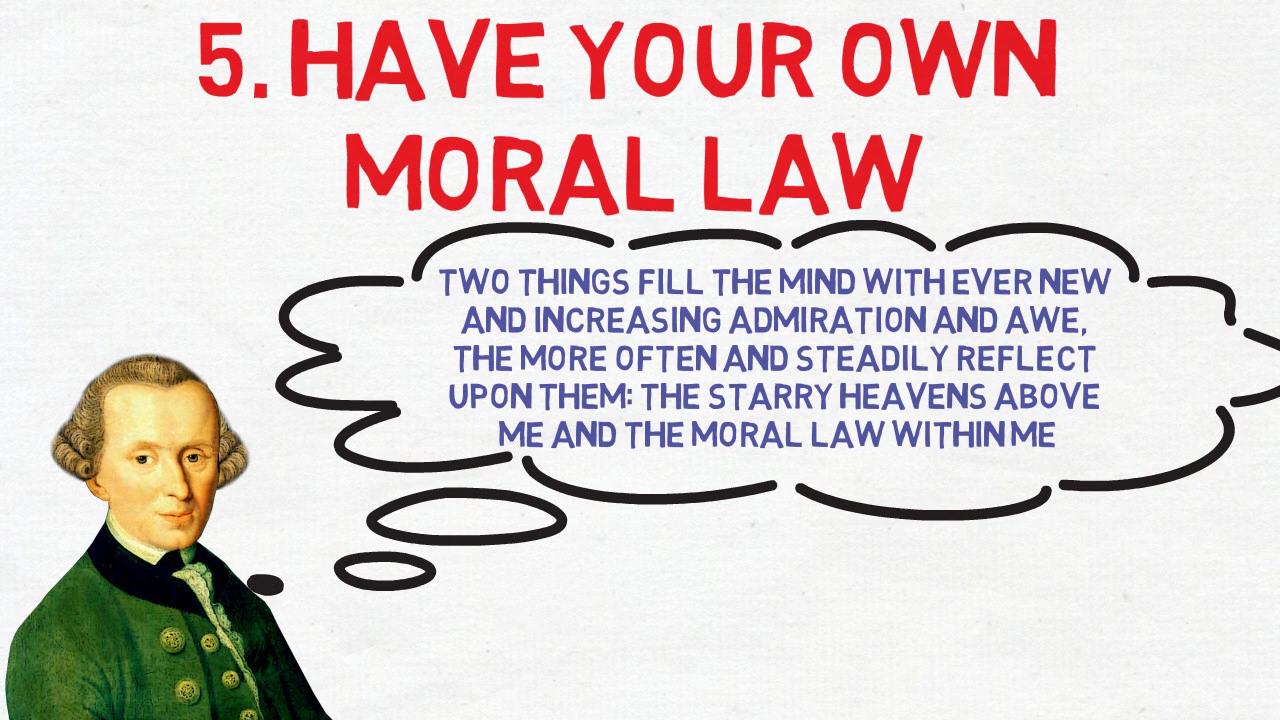 5. HAVE YOUR OWN
MORAL LAW
TWO THINGS FILL THE MIND WITH EVER NEW
AND INCREASING ADMIRATION AND AWE,
THE MORE OFTEN AND STEADILY REFLECT
UPON THEM: THE STARRY HEAVENS ABOVE
ME AND THE MORAL LAW WITHIN ME